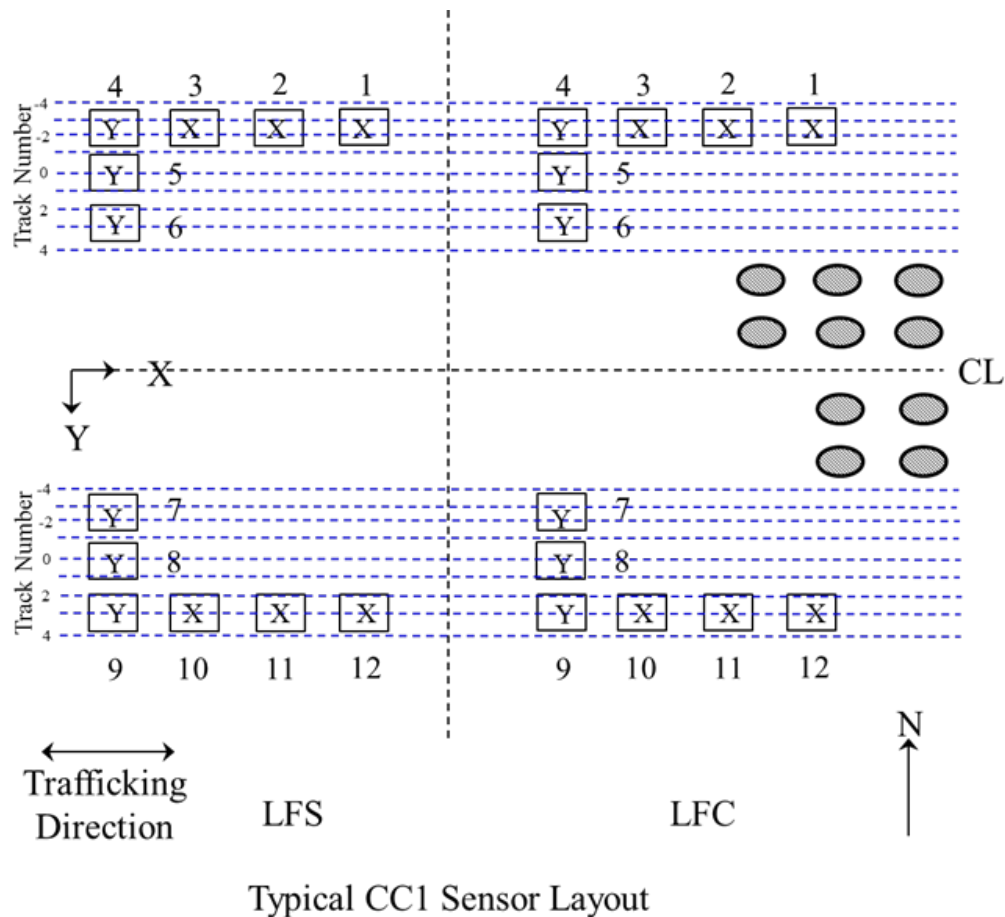 4 3 2 1 4 3 2 1
-4
Y X X X Y X X X
-2
Track Number
0 Y 5 Y 5
2
Y 6 Y 6
4
X CL
Y
-4
Y 7 Y 7
-2
Track Number
0 Y 8 Y 8
2
Y X X X Y X X X
4
9 10 11 12 9 10 11 12
N
Trafficking
Direction
LFS LFC
Typical CC1 Sensor Layout